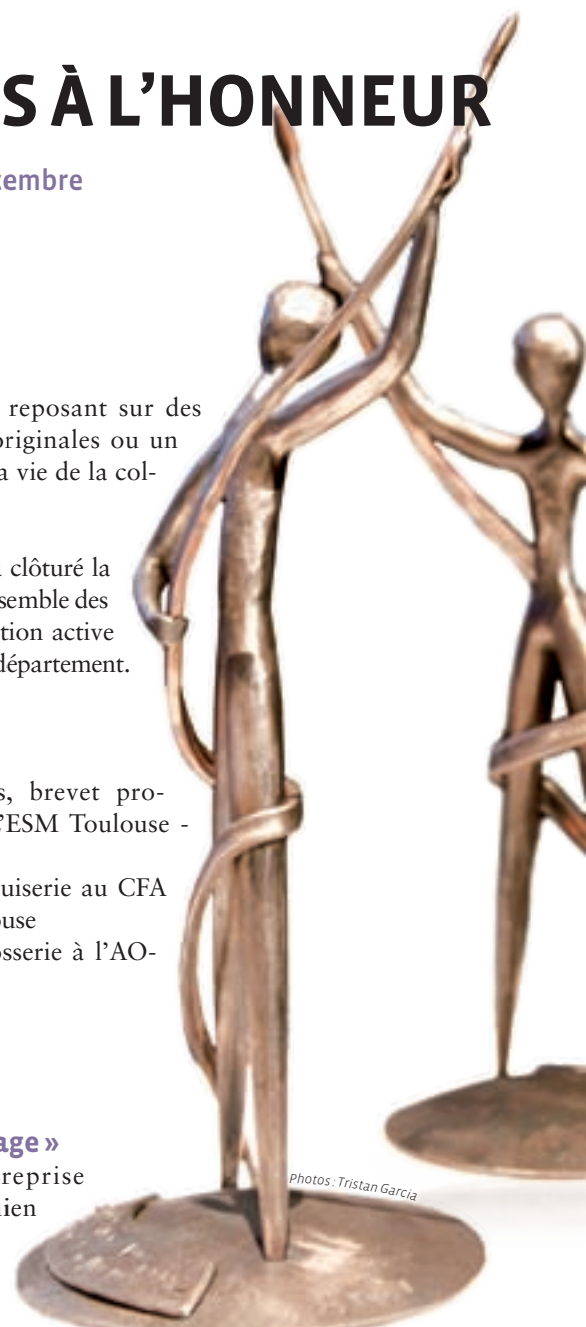 S À L’HONNEUR
embre
reposant sur des
originales ou un
a vie de la col-
clôturé la
semble des
tion active
département.
s, brevet pro-
’ESM Toulouse -
uiserie au CFA
use
osserie à l’AO-
age »
reprise
ien
Photos : Tristan Garcia